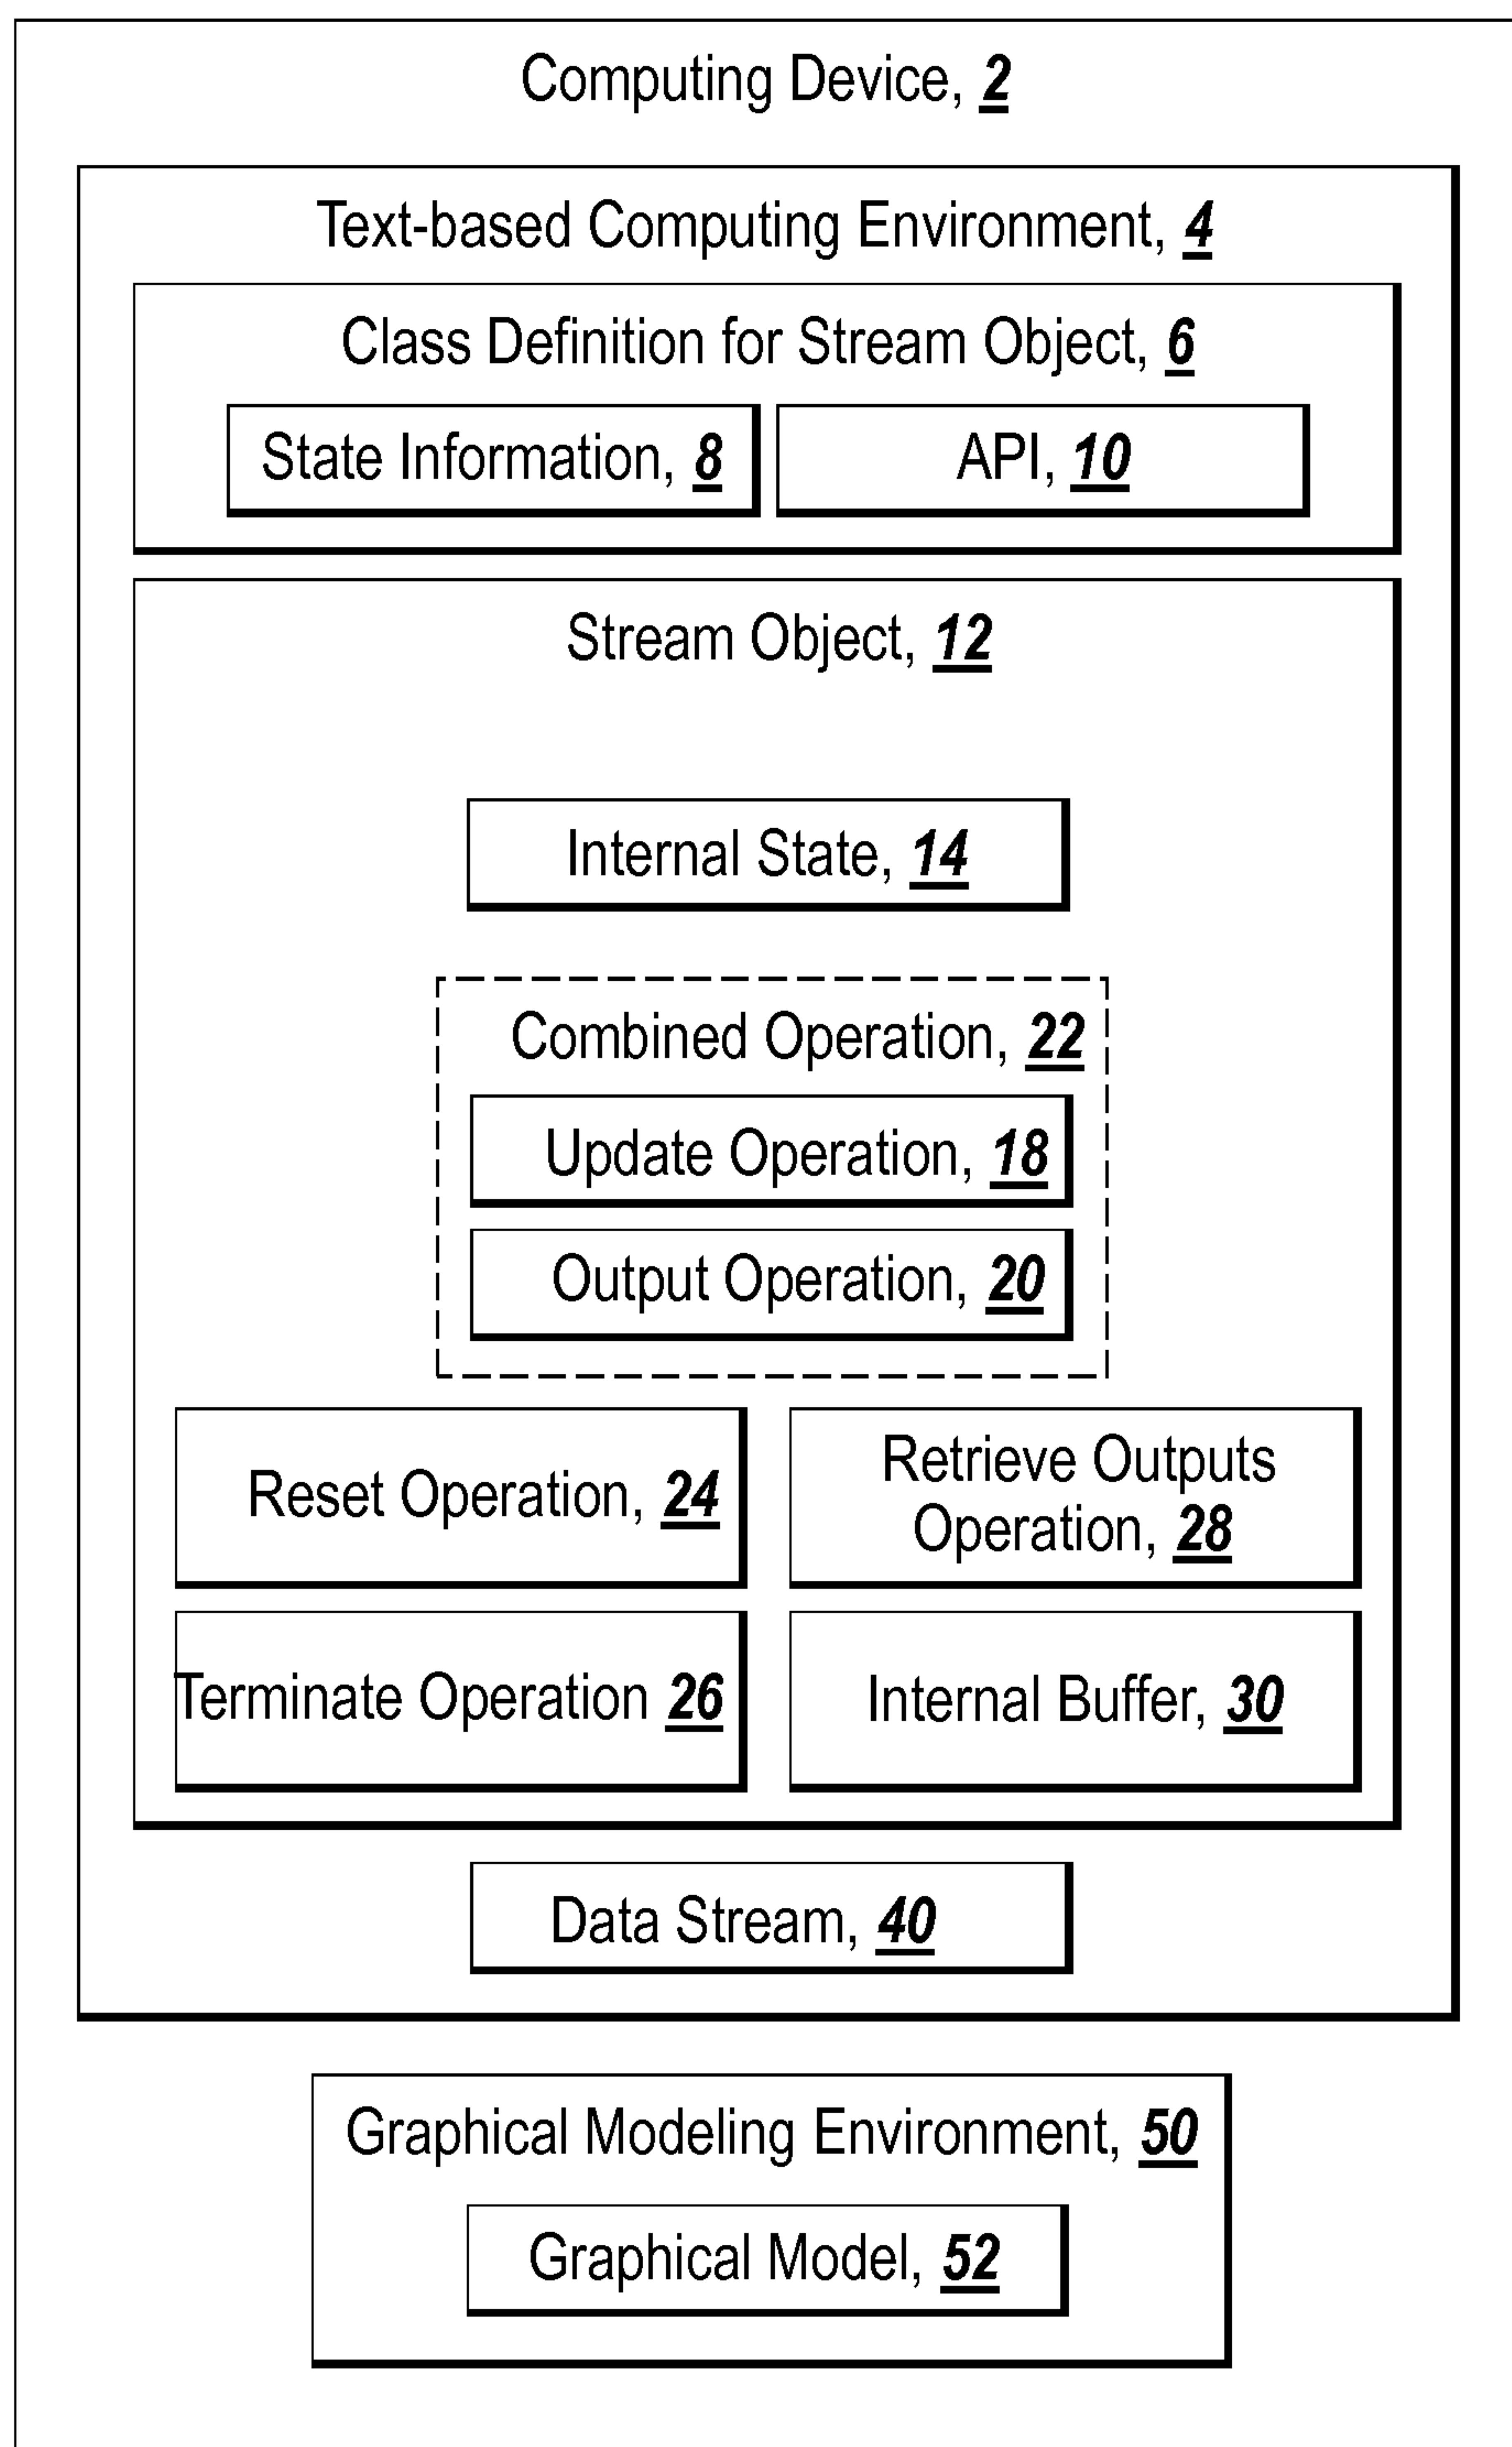 Computing Device, 2
Text-based Computing Environment, 4
Class Definition for Stream Object, 6
State Information, 8
API, 10
Stream Object, 12
Internal State, 14
Combined Operation, 22
Update Operation, 18
Output Operation, 20
Reset Operation, 24
Retrieve Outputs
Operation, 28
Terminate Operation 26
Internal Buffer, 30
Data Stream, 40
Graphical Modeling Environment, 50
Graphical Model, 52